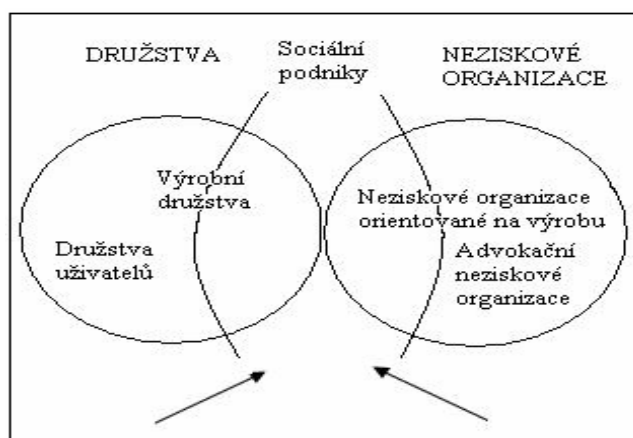 DRUŽSTVA
Sociální
podniky
NEZISKOVÉ
ORGANIZACE
Výrobní
družstva
Družstva
uživatelů
Neziskové organizace
orientované na výrobu
Advokační
neziskové
organizace